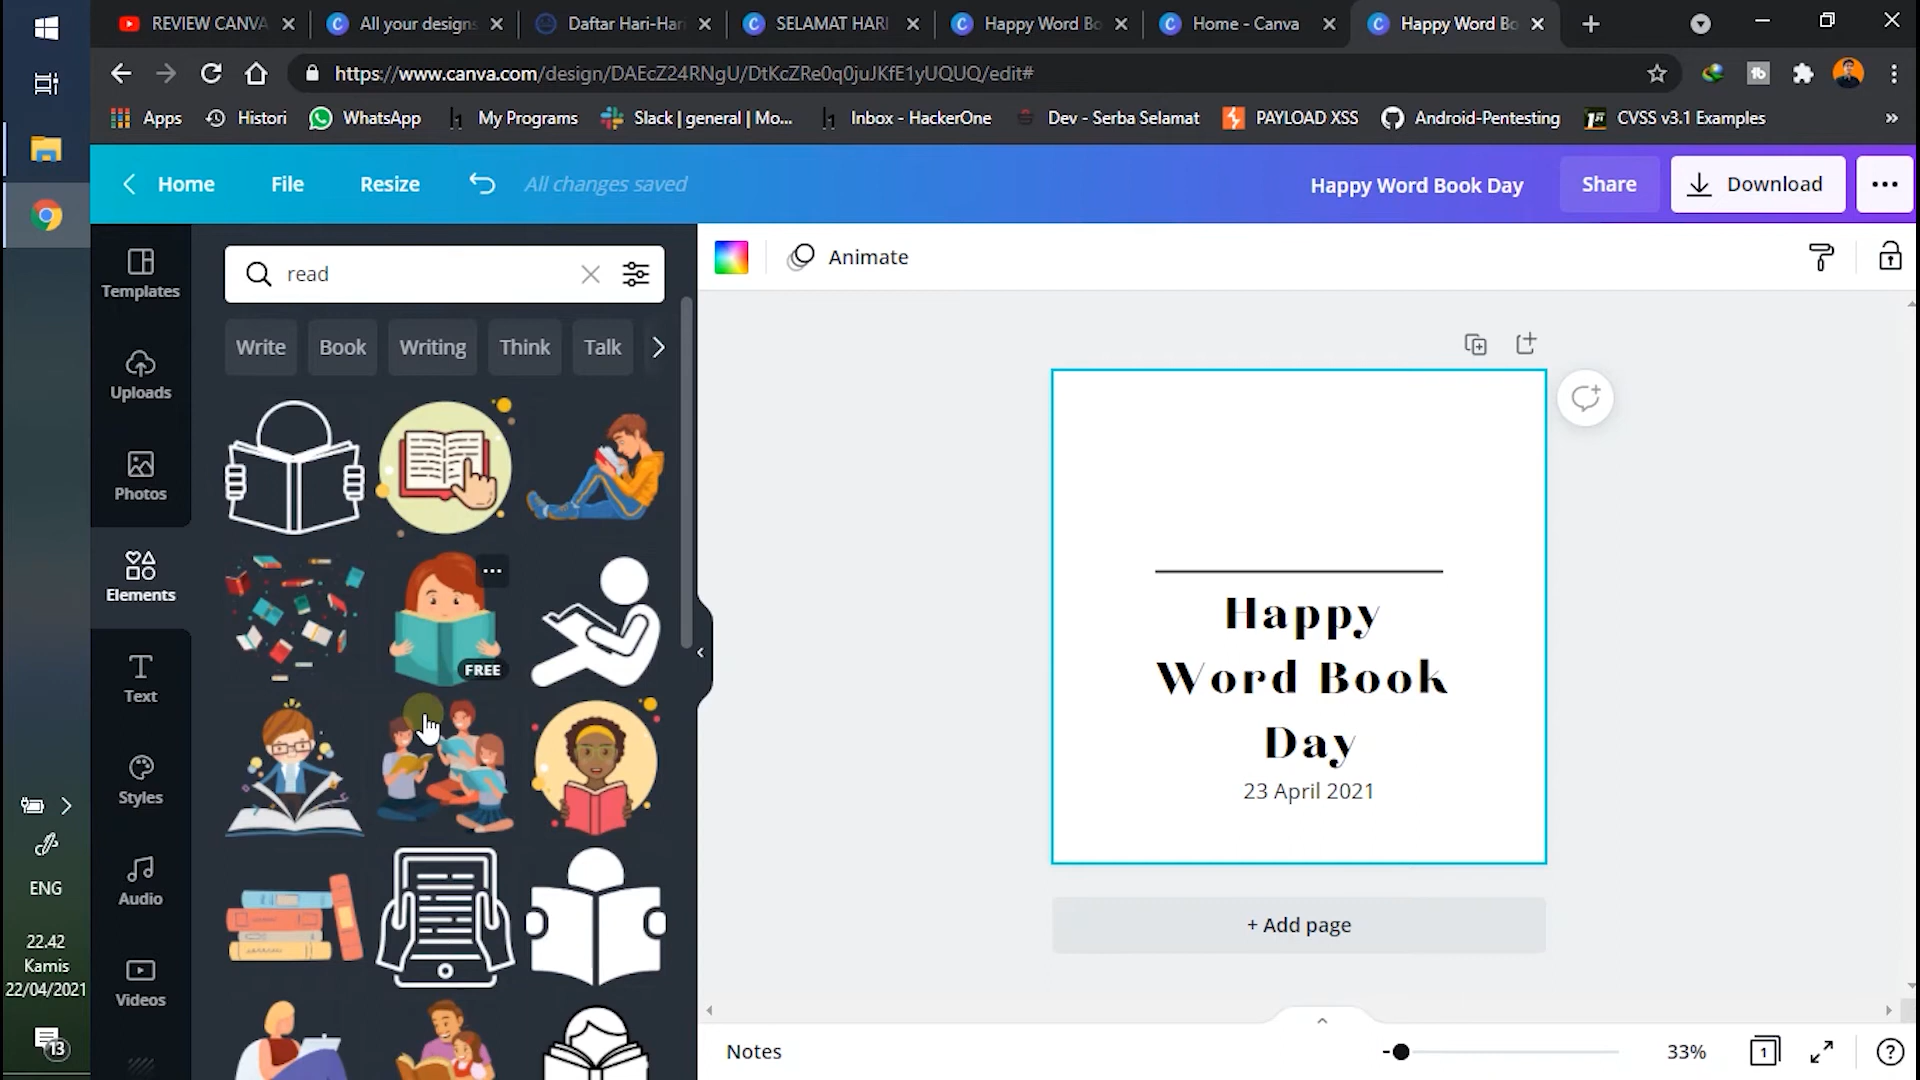 REVIEW CANVA
All your designs
Daftar Hari-Har
SELAMAT HARI
Happy Word Bo
Home - Canva
Happy Word Bo
https://www.canva.com/design/DAEcZ24RNgU/DtKcZRe0q0juJKfE1yUQUQ/edit#
Apps
Histori
WhatsApp
My Programs
Slack | general | Mo...
Inbox - HackerOne
Dev - Serba Selamat
PAYLOAD XSS
Android-Pentesting
CVSS v3.1 Examples
»
Home
File
Resize
All changes saved
Happy Word Book Day
Share
Download
Templates
Uploads
Photos
Elements
Text
Styles
Audio
Videos
read
Write
Book
Writing
Think
Talk
FREE
Animate
Happy
Word Book
Day
23 April 2021
+ Add page
Notes
33%
1
ENG
22.42
Kamis
22/04/2021
13